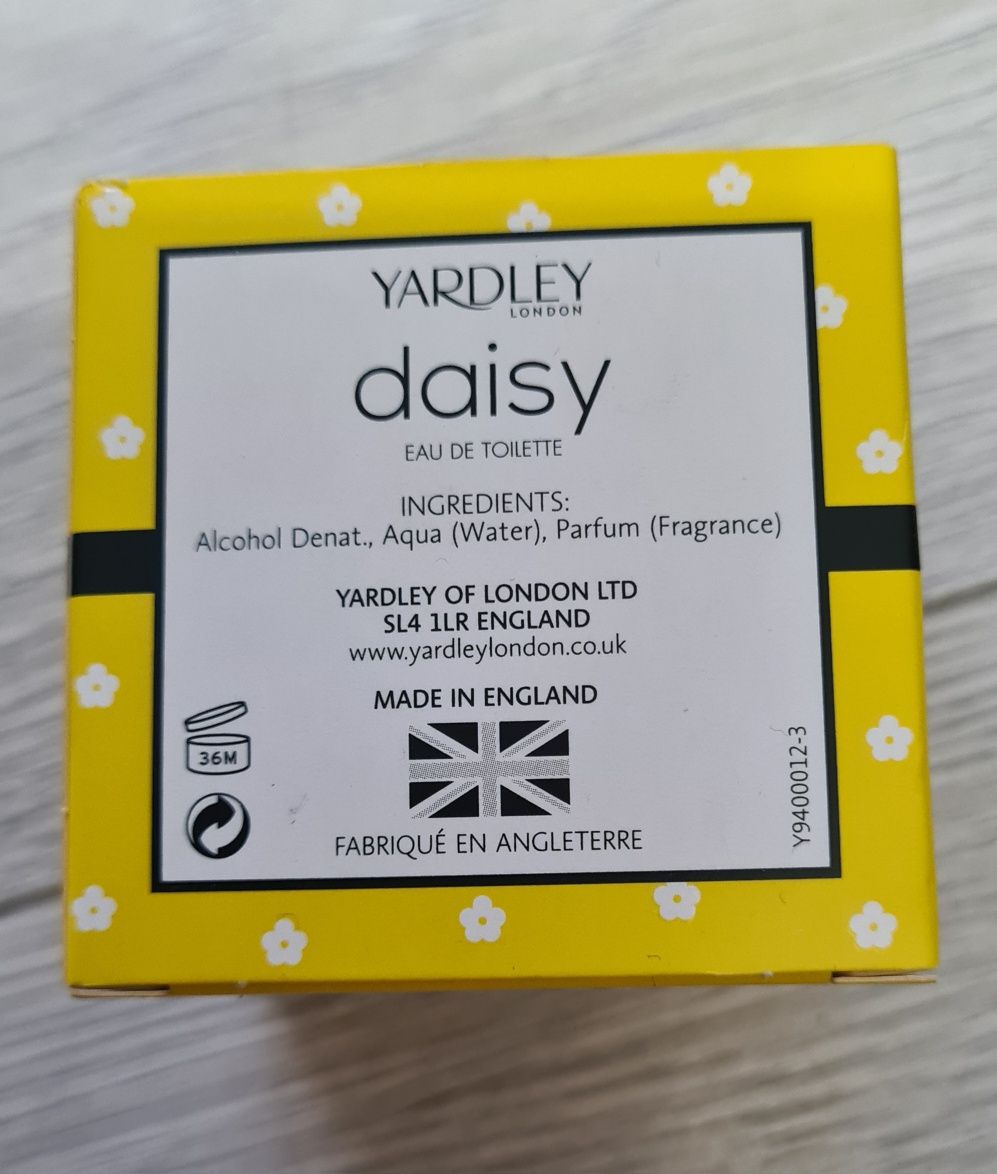 YARDLEY
LONDON
daisy
EAU DE TOILETTE
INGREDIENTS:
Alcohol Denat., Aqua (Water), Parfum (Fragrance)
YARDLEY OF LONDON LTD
SL4 1LR ENGLAND
www.yardleylondon.co.uk
MADE IN ENGLAND
36M
FABRIQUÉ EN ANGLETERRE
Y9400012-3